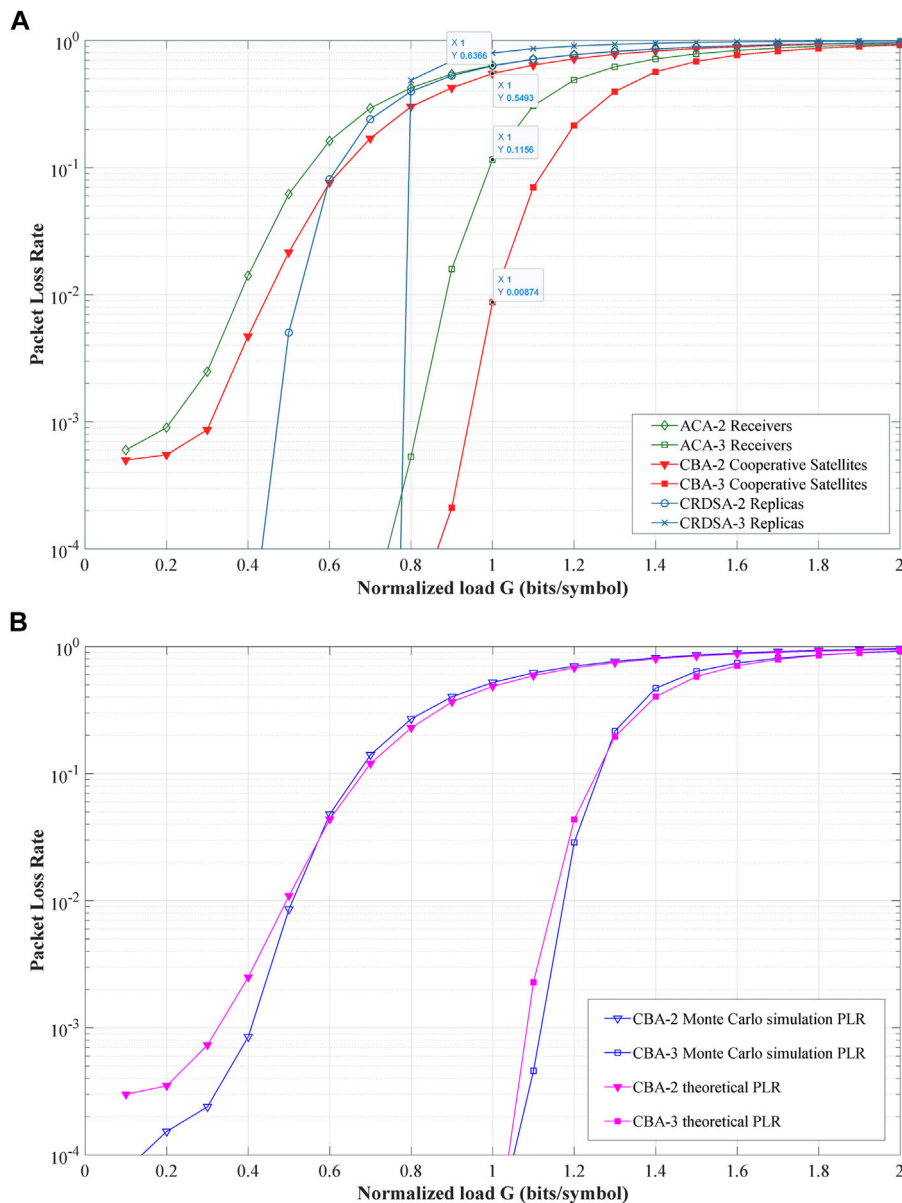 A
10^0
10^-1
10^-2
10^-3
10^-4
Packet Loss Rate
X 1
Y 0.6366
X 1
Y 0.5493
X 1
Y 0.1156
X 1
Y 0.00874
ACA-2 Receivers
ACA-3 Receivers
CBA-2 Cooperative Satellites
CBA-3 Cooperative Satellites
CRDSA-2 Replicas
CRDSA-3 Replicas
0 0.2 0.4 0.6 0.8 1 1.2 1.4 1.6 1.8 2
Normalized load G (bits/symbol)
B
10^0
10^-1
10^-2
10^-3
10^-4
Packet Loss Rate
CBA-2 Monte Carlo simulation PLR
CBA-3 Monte Carlo simulation PLR
CBA-2 theoretical PLR
CBA-3 theoretical PLR
0 0.2 0.4 0.6 0.8 1 1.2 1.4 1.6 1.8 2
Normalized load G (bits/symbol)